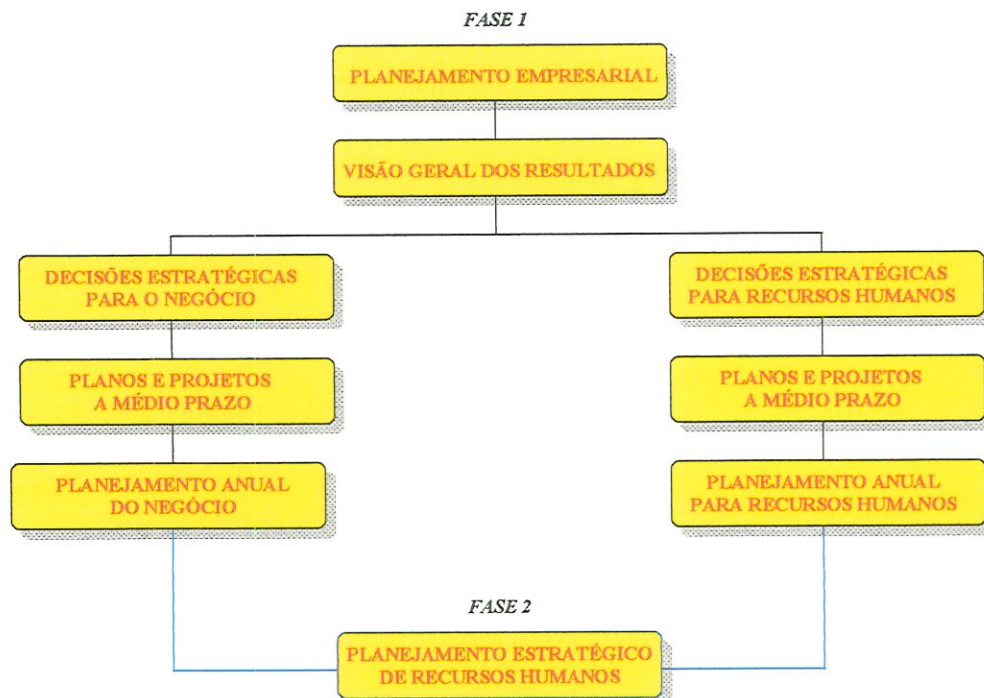 FASE 1
PLANEJAMENTO EMPRESARIAL
VISÃO GERAL DOS RESULTADOS
DECISÕES ESTRATÉGICAS
PARA O NEGÓCIO
DECISÕES ESTRATÉGICAS
PARA RECURSOS HUMANOS
PLANOS E PROJETOS
A MÉDIO PRAZO
PLANOS E PROJETOS
A MÉDIO PRAZO
PLANEJAMENTO ANUAL
DO NEGÓCIO
PLANEJAMENTO ANUAL
PARA RECURSOS HUMANOS
FASE 2
PLANEJAMENTO ESTRATÉGICO
DE RECURSOS HUMANOS